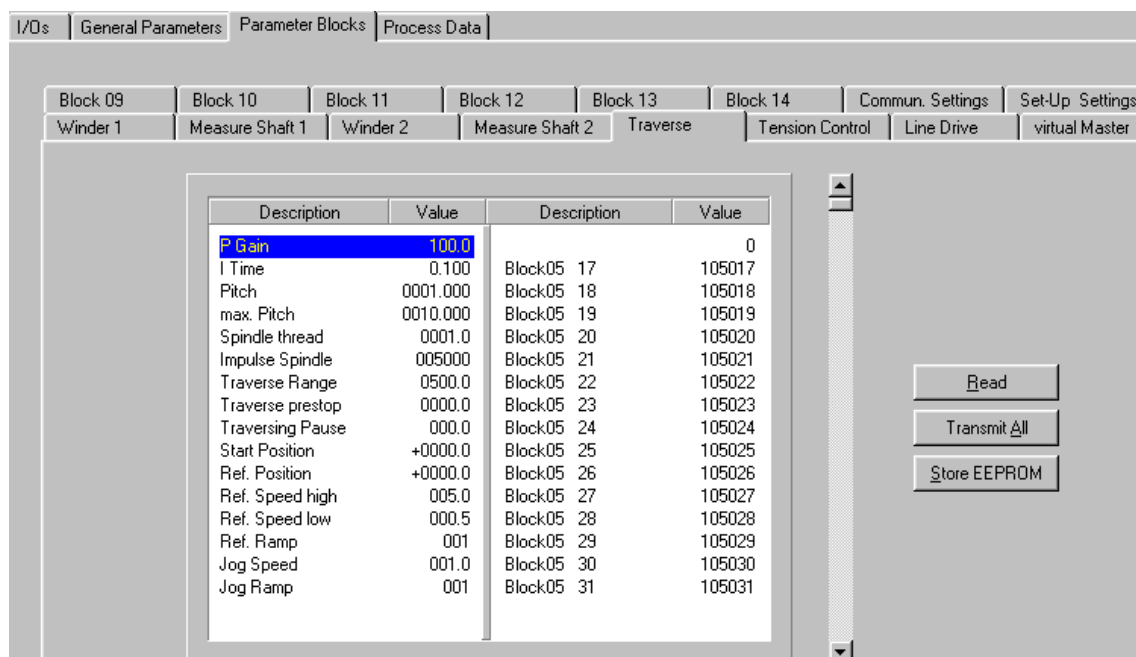 I/Os General Parameters Parameter Blocks Process Data
Block 09 Block 10 Block 11 Block 12 Block 13 Block 14 Commun. Settings Set-Up Settings
Winder 1 Measure Shaft 1 Winder 2 Measure Shaft 2 Traverse Tension Control Line Drive virtual Master
Description Value Description Value
P Gain 100.0 0
I Time 0.100 Block05 17 105017
Pitch 0001.000 Block05 18 105018
max. Pitch 0010.000 Block05 19 105019
Spindle thread 0001.0 Block05 20 105020
Impulse Spindle 005000 Block05 21 105021
Traverse Range 0500.0 Block05 22 105022
Traverse prestop 0000.0 Block05 23 105023
Traversing Pause 000.0 Block05 24 105024
Start Position +0000.0 Block05 25 105025
Ref. Position +0000.0 Block05 26 105026
Ref. Speed high 005.0 Block05 27 105027
Ref. Speed low 000.5 Block05 28 105028
Ref. Ramp 001 Block05 29 105029
Jog Speed 001.0 Block05 30 105030
Jog Ramp 001 Block05 31 105031
Read
Transmit All
Store EEPROM